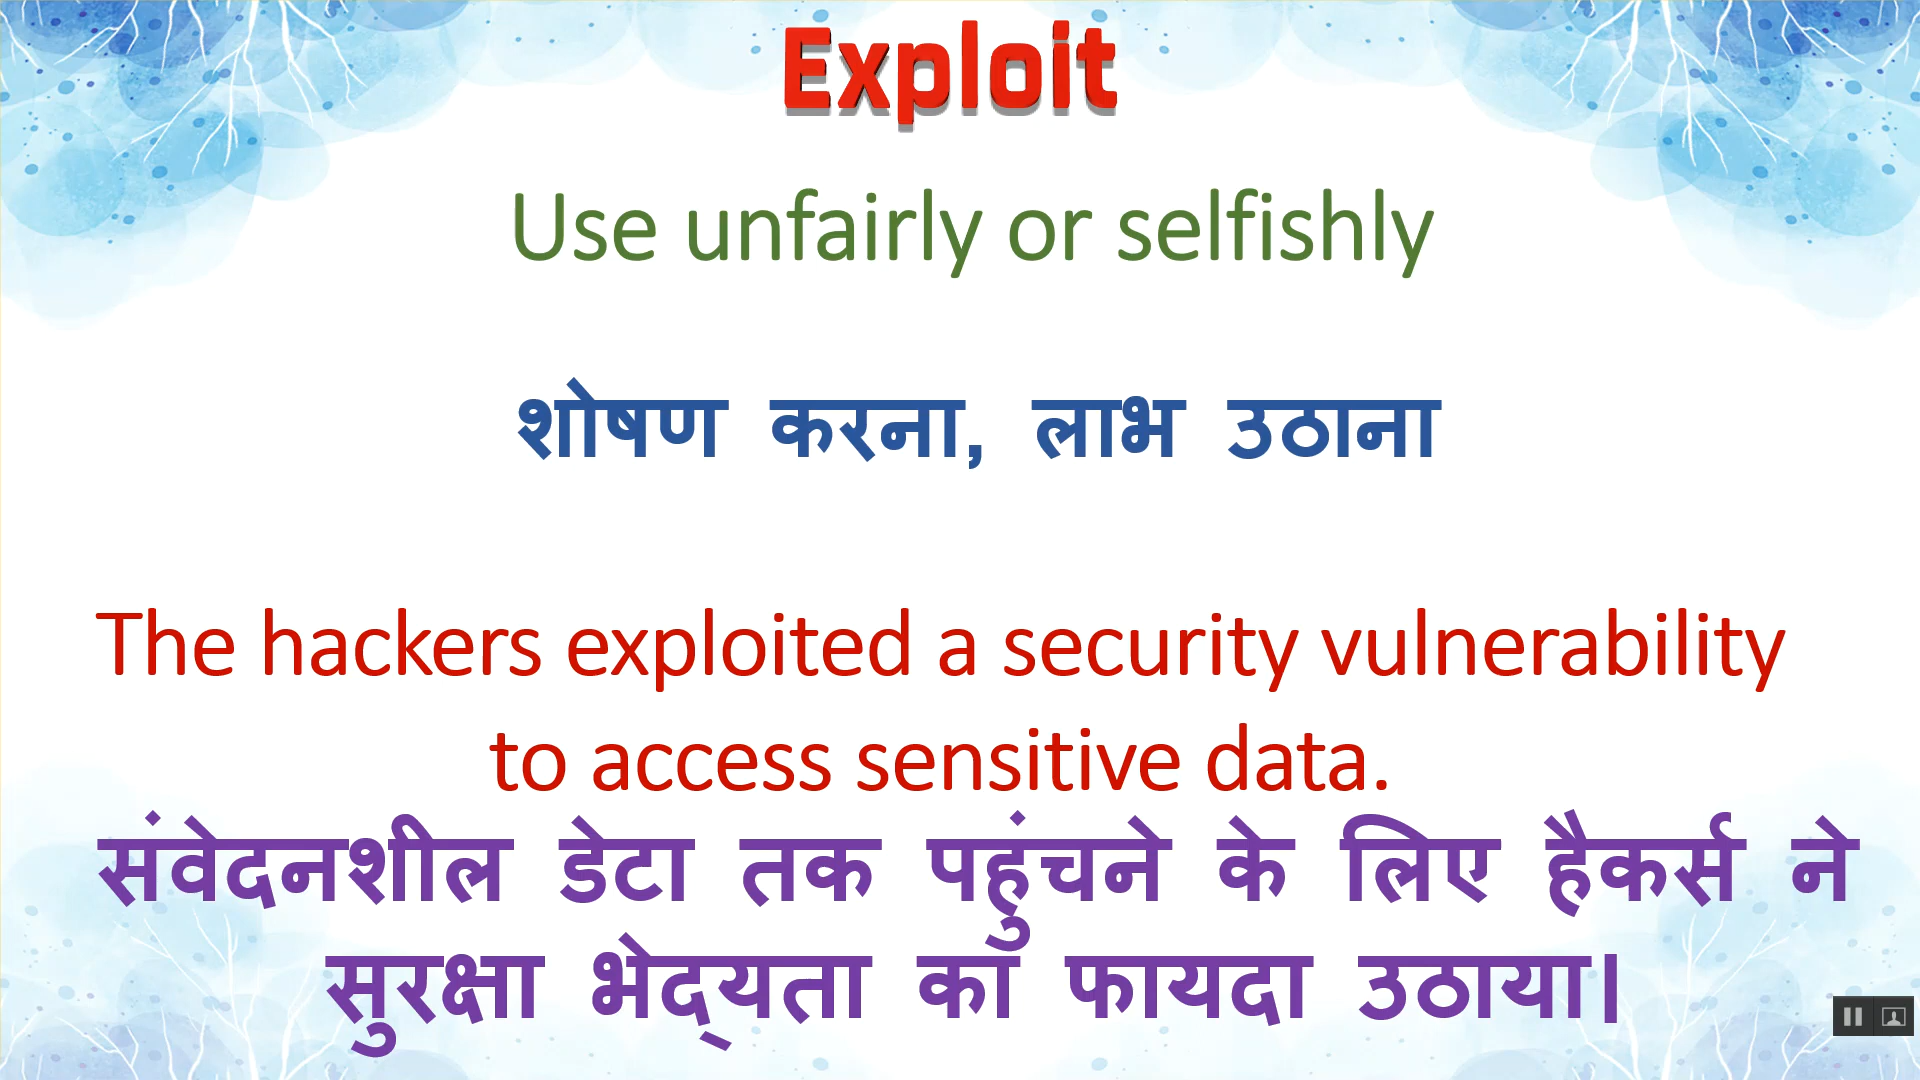 Exploit
Use unfairly or selfishly
शोषण करना, लाभ उठाना
The hackers exploited a security vulnerability
to access sensitive data.
संवेदनशील डेटा तक पहुंचने के लिए हैकर्स ने
सुरक्षा भेद्यता का फायदा उठाया।